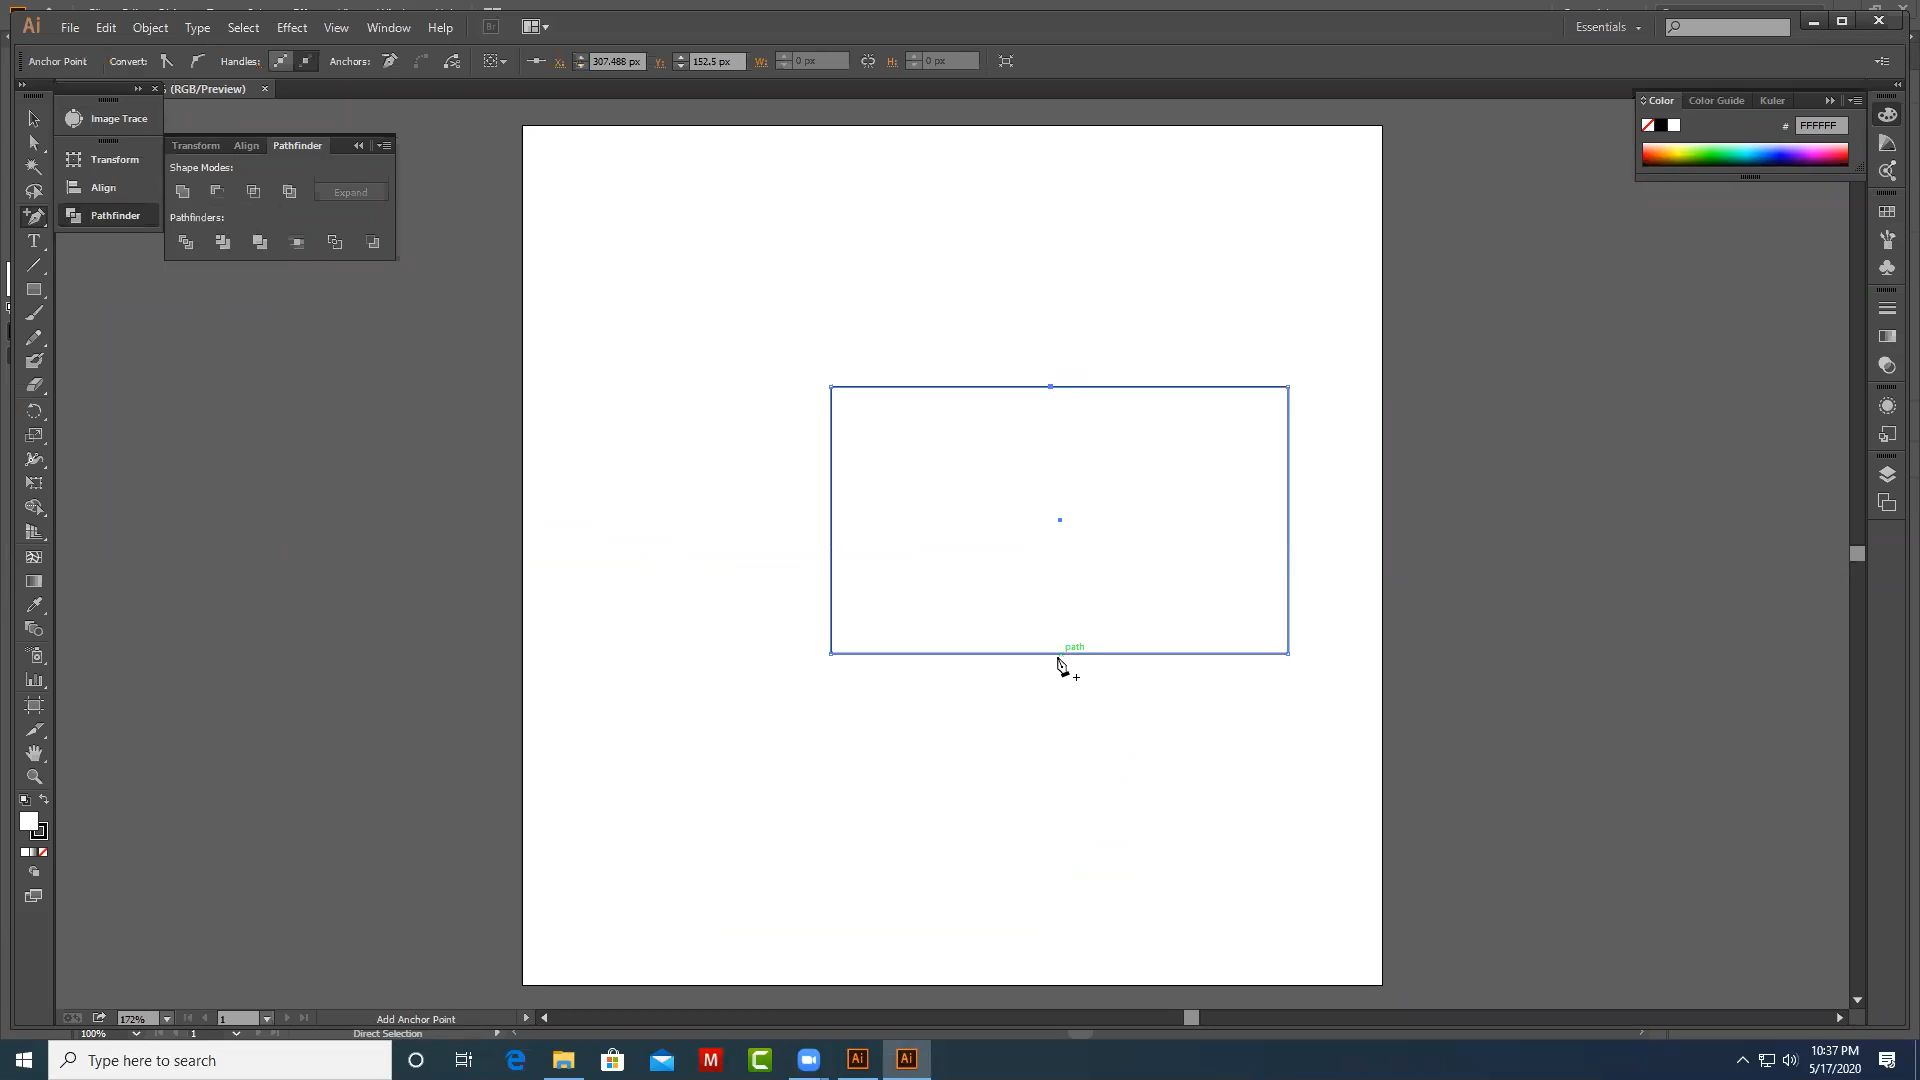 Ai File Edit Object Type Select Effect View Window Help Br Essentials
Anchor Point Convert: Handles: Anchors: X: 307.488 px Y: 152.5 px W: 0 px H: 0 px
(RGB/Preview)
Color Color Guide Kuler
Image Trace
# FFFFFF
Transform Align Pathfinder
Transform
Shape Modes:
Align
Expand
Pathfinder
Pathfinders:
T
path
172% 1 Add Anchor Point
100% 1 Direct Selection
Type here to search
M C Ai Ai
10:37 PM
5/17/2020